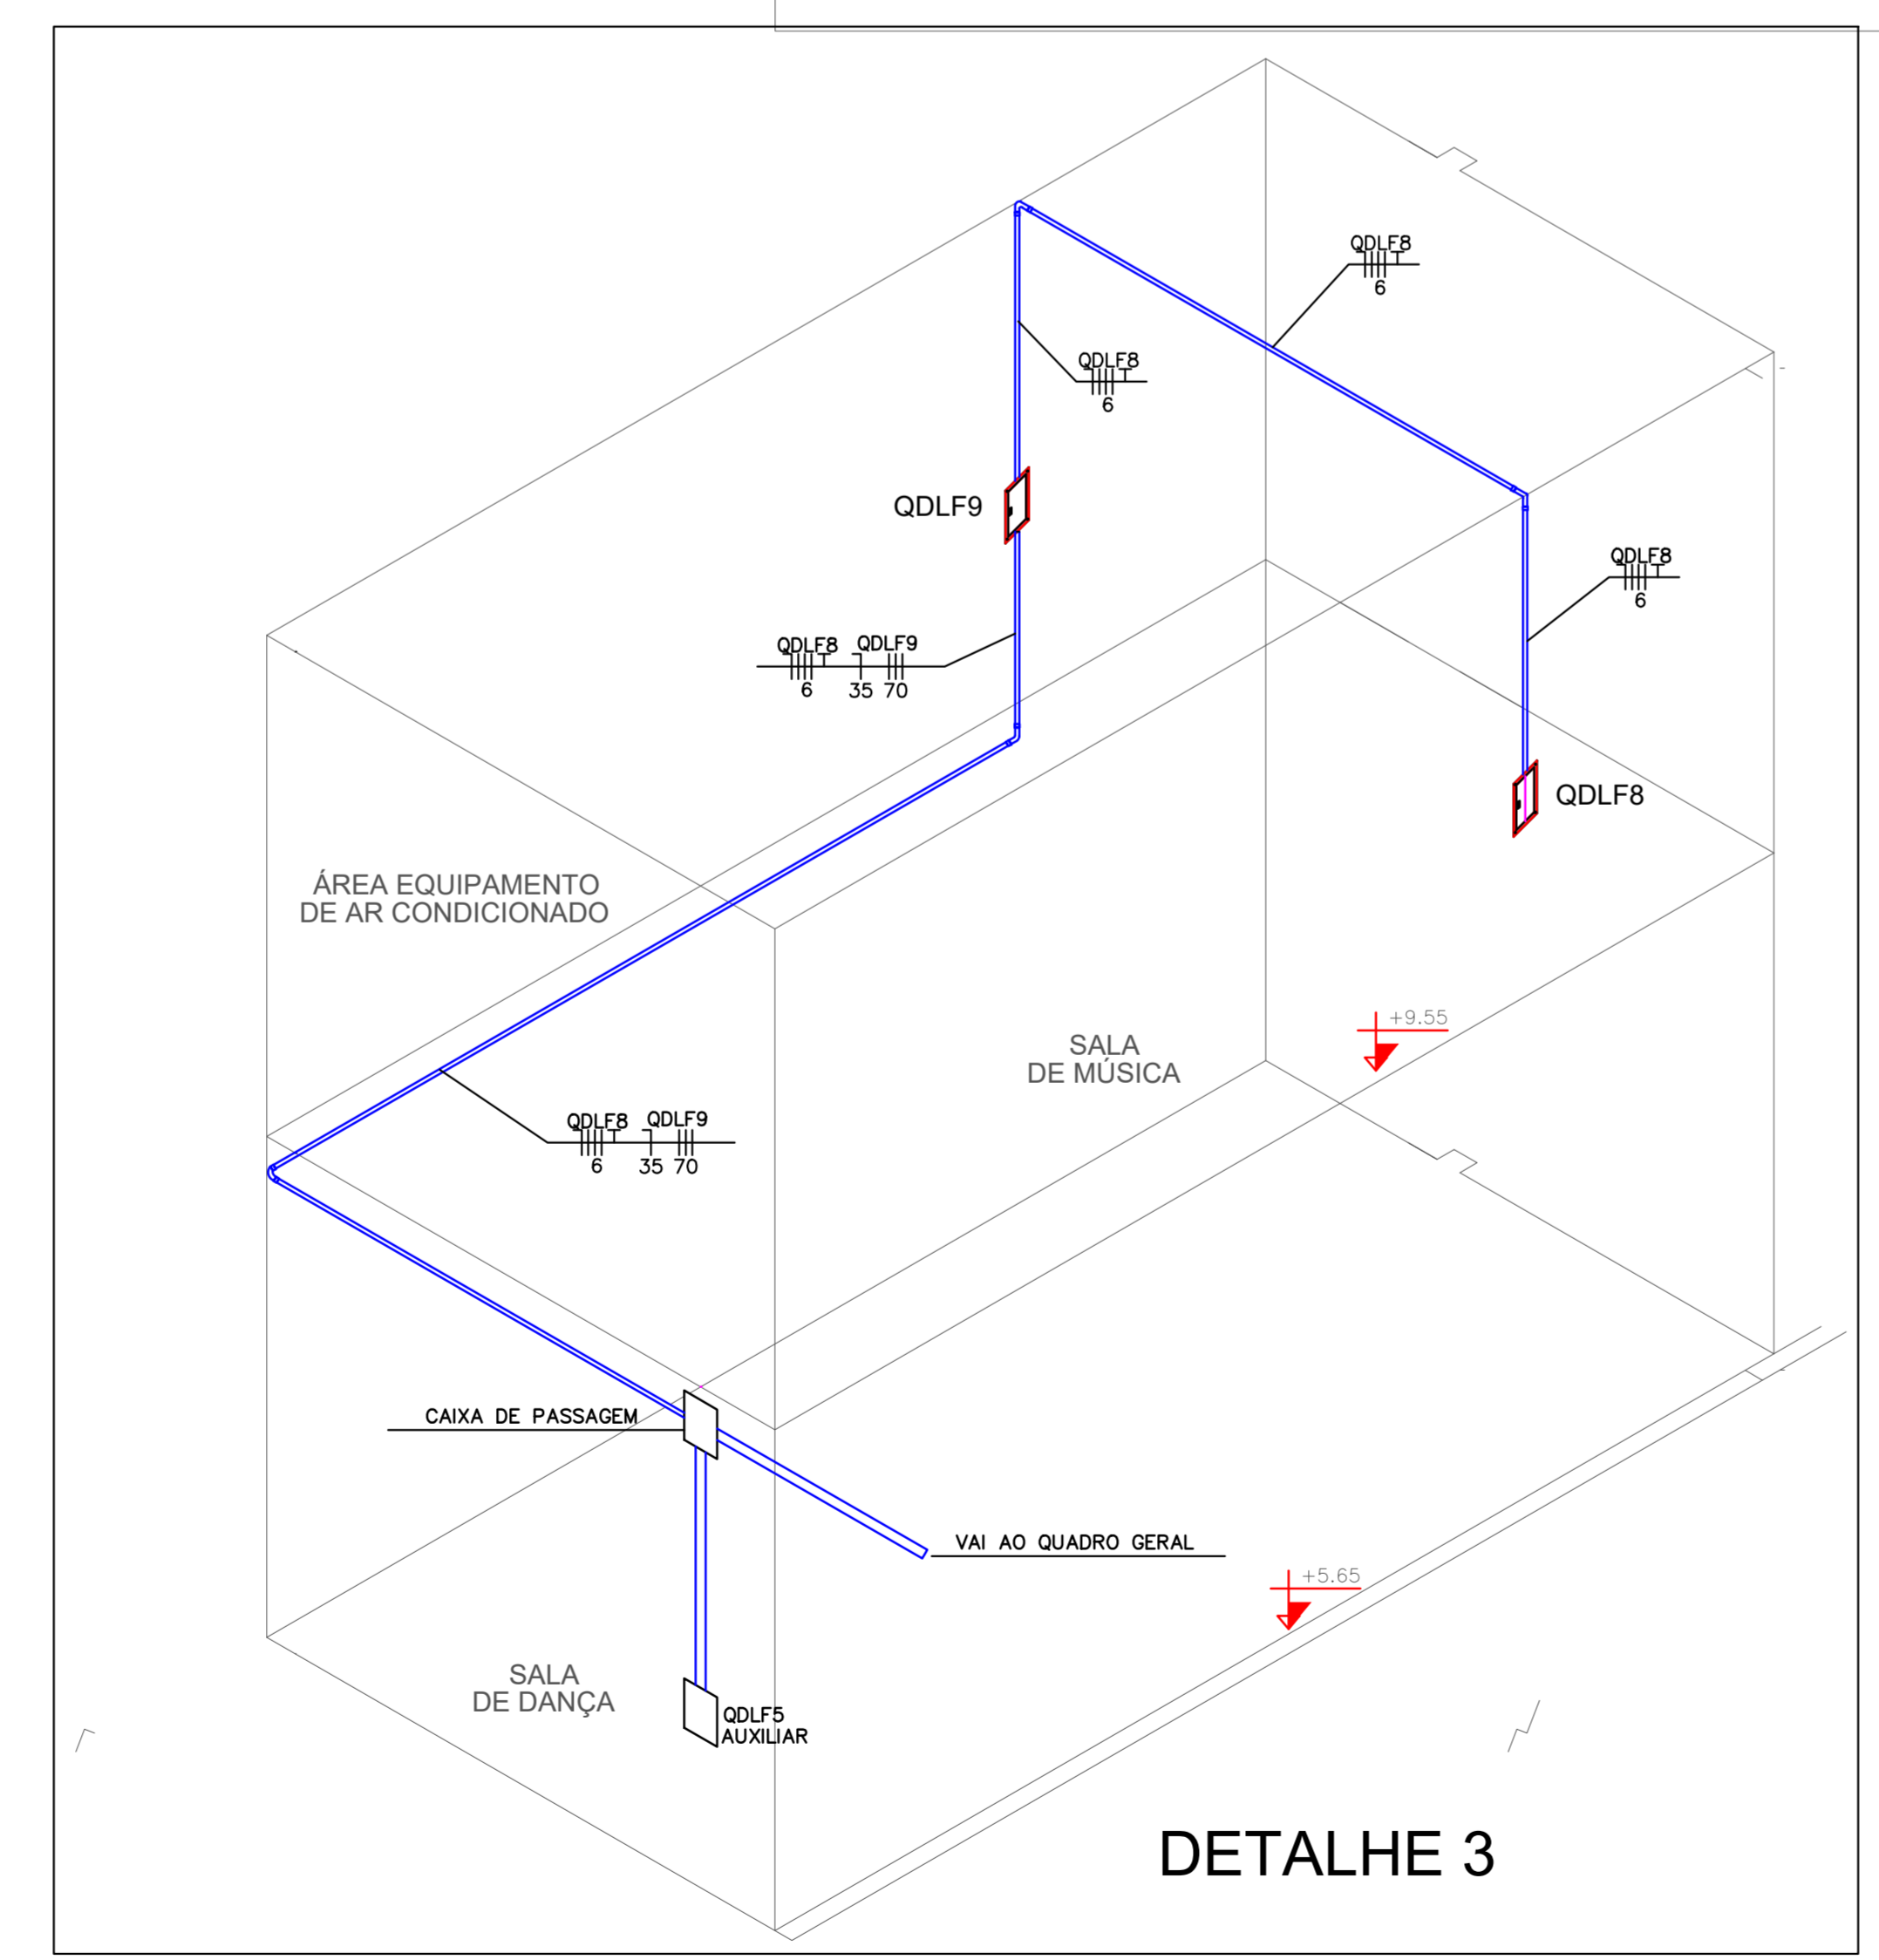 QDLF8
6
QDLF8
6
QDLF9
QDLF8
6
QDLF8 QDLF9
6 35 70
QDLF8
ÁREA EQUIPAMENTO
DE AR CONDICIONADO
+9.55
SALA
DE MÚSICA
QDLF8 QDLF9
6 35 70
CAIXA DE PASSAGEM
VAI AO QUADRO GERAL
+5.65
SALA
DE DANÇA
QDLF5
AUXILIAR
DETALHE 3